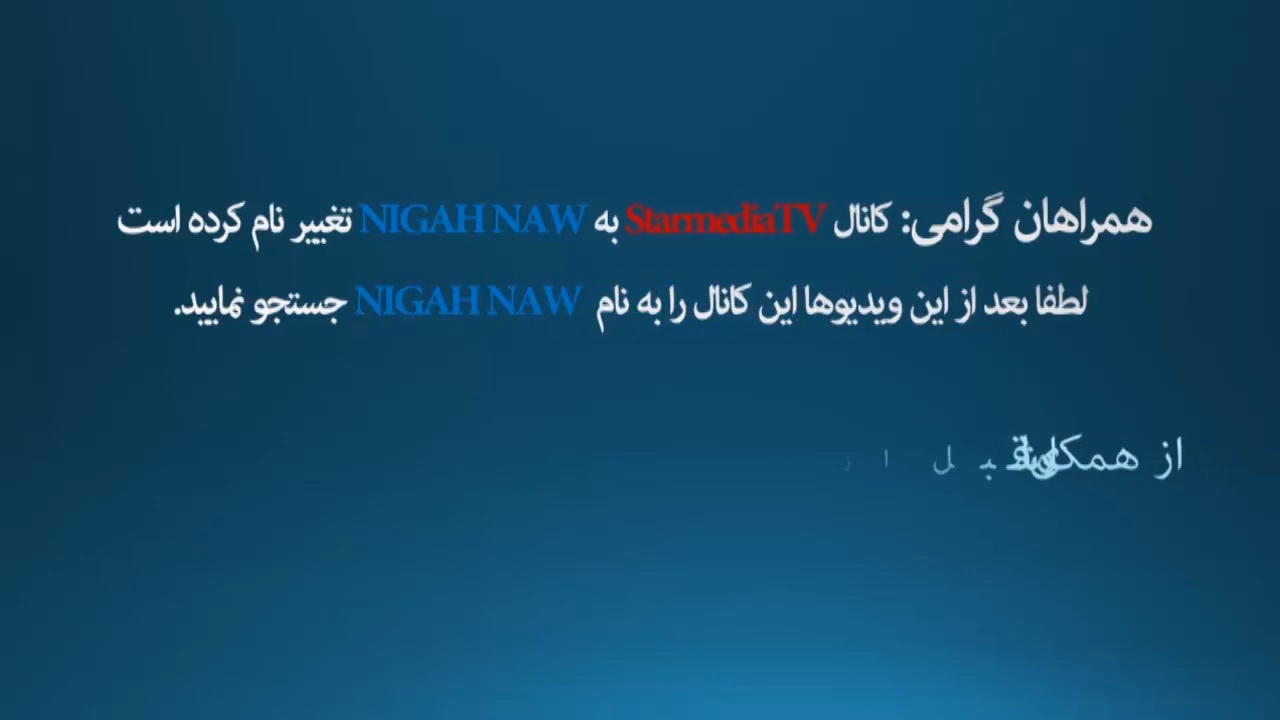 همراهان گرامی: کانال StarmediaTV به NIGAH NAW تغییر نام کرده است
لطفا بعد از این ویدیوها این کانال را به نام NIGAH NAW جستجو نمایید.
از